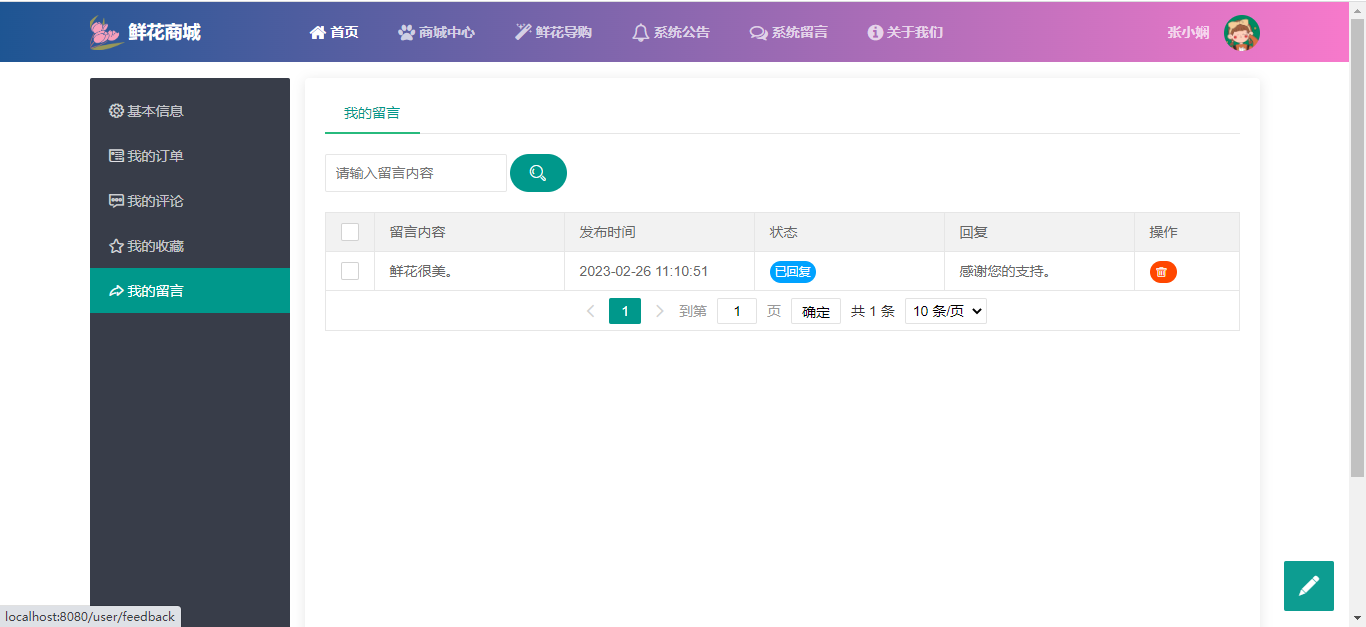 鲜花商城 首页 商城中心 鲜花导购 系统公告 系统留言 关于我们 张小娴
基本信息
我的订单
我的评论
我的收藏
我的留言
我的留言
请输入留言内容
留言内容 发布时间 状态 回复 操作
鲜花很美。 2023-02-26 11:10:51 已回复 感谢您的支持。
1 到第 1 页 确定 共 1 条 10 条/页
localhost:8080/user/feedback